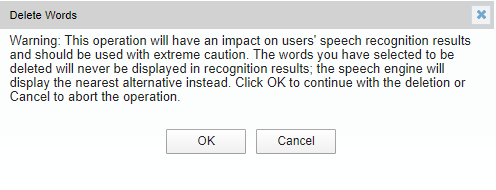 Delete Words
Warning: This operation will have an impact on users' speech recognition results
and should be used with extreme caution. The words you have selected to be
deleted will never be displayed in recognition results; the speech engine will
display the nearest alternative instead. Click OK to continue with the deletion or
Cancel to abort the operation.
OK
Cancel